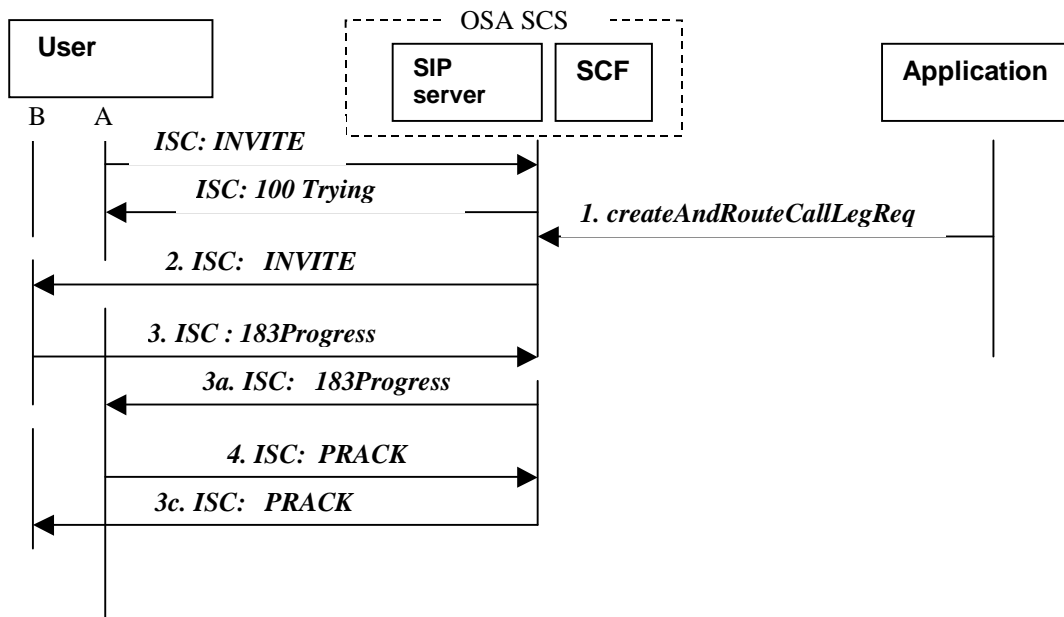 OSA SCS
User
SIP
server
SCF
Application
B A
ISC: INVITE
ISC: 100 Trying
1. createAndRouteCallLegReq
2. ISC: INVITE
3. ISC : 183Progress
3a. ISC: 183Progress
4. ISC: PRACK
3c. ISC: PRACK